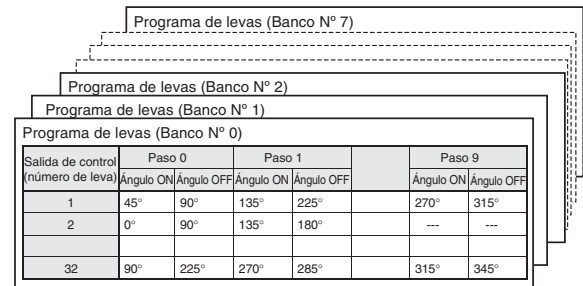 Programa de levas (Banco Nº 7)
Programa de levas (Banco Nº 2)
Programa de levas (Banco Nº 1)
Programa de levas (Banco Nº 0)
Salida de control (número de leva) Paso 0 Paso 1 Paso 9
Ángulo ON Ángulo OFF Ángulo ON Ángulo OFF Ángulo ON Ángulo OFF
1 45° 90° 135° 225° 270° 315°
2 0° 90° 135° 180° --- ---
32 90° 225° 270° 285° 315° 345°